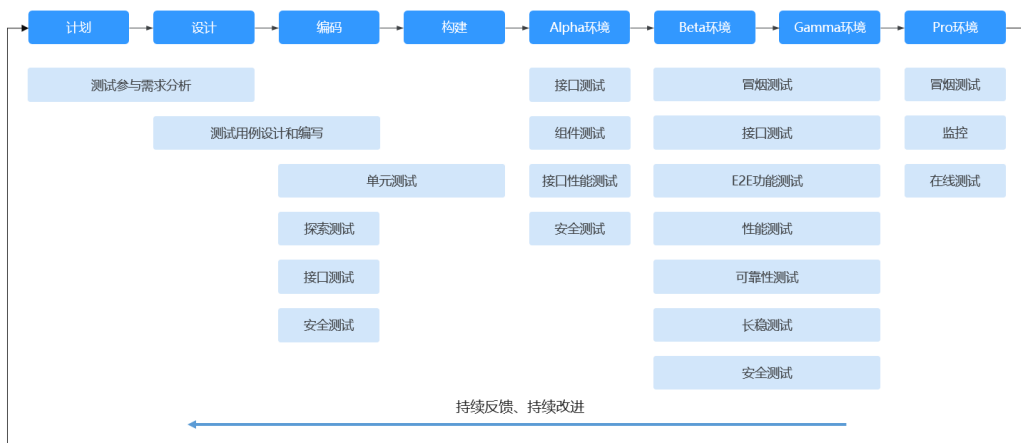 计划
设计
编码
构建
Alpha环境
Beta环境
Gamma环境
Pro环境
测试参与需求分析
接口测试
冒烟测试
冒烟测试
测试用例设计和编写
组件测试
接口测试
监控
单元测试
接口性能测试
E2E功能测试
在线测试
探索测试
安全测试
性能测试
接口测试
可靠性测试
安全测试
长稳测试
安全测试
持续反馈、持续改进